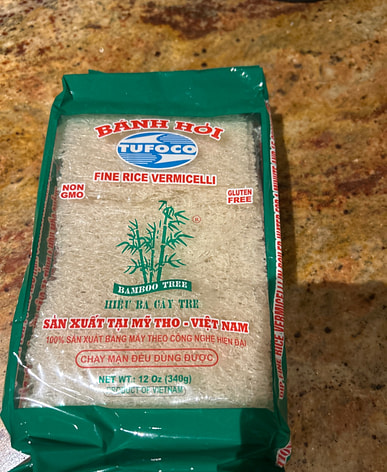 BÁNH HỎI
TUFOCO
FINE RICE VERMICELLI
NON
GMO
GLUTEN
FREE
®
BAMBOO TREE
HIỆU BA CÂY TRE
SẢN XUẤT TẠI MỸ THO - VIỆT NAM
100% SẢN XUẤT BẰNG MÁY THEO CÔNG NGHỆ HIỆN ĐẠI
CHAY MẶN ĐỀU DÙNG ĐƯỢC
NET WT: 12 Oz (340g)
PRODUCT OF VIETNAM